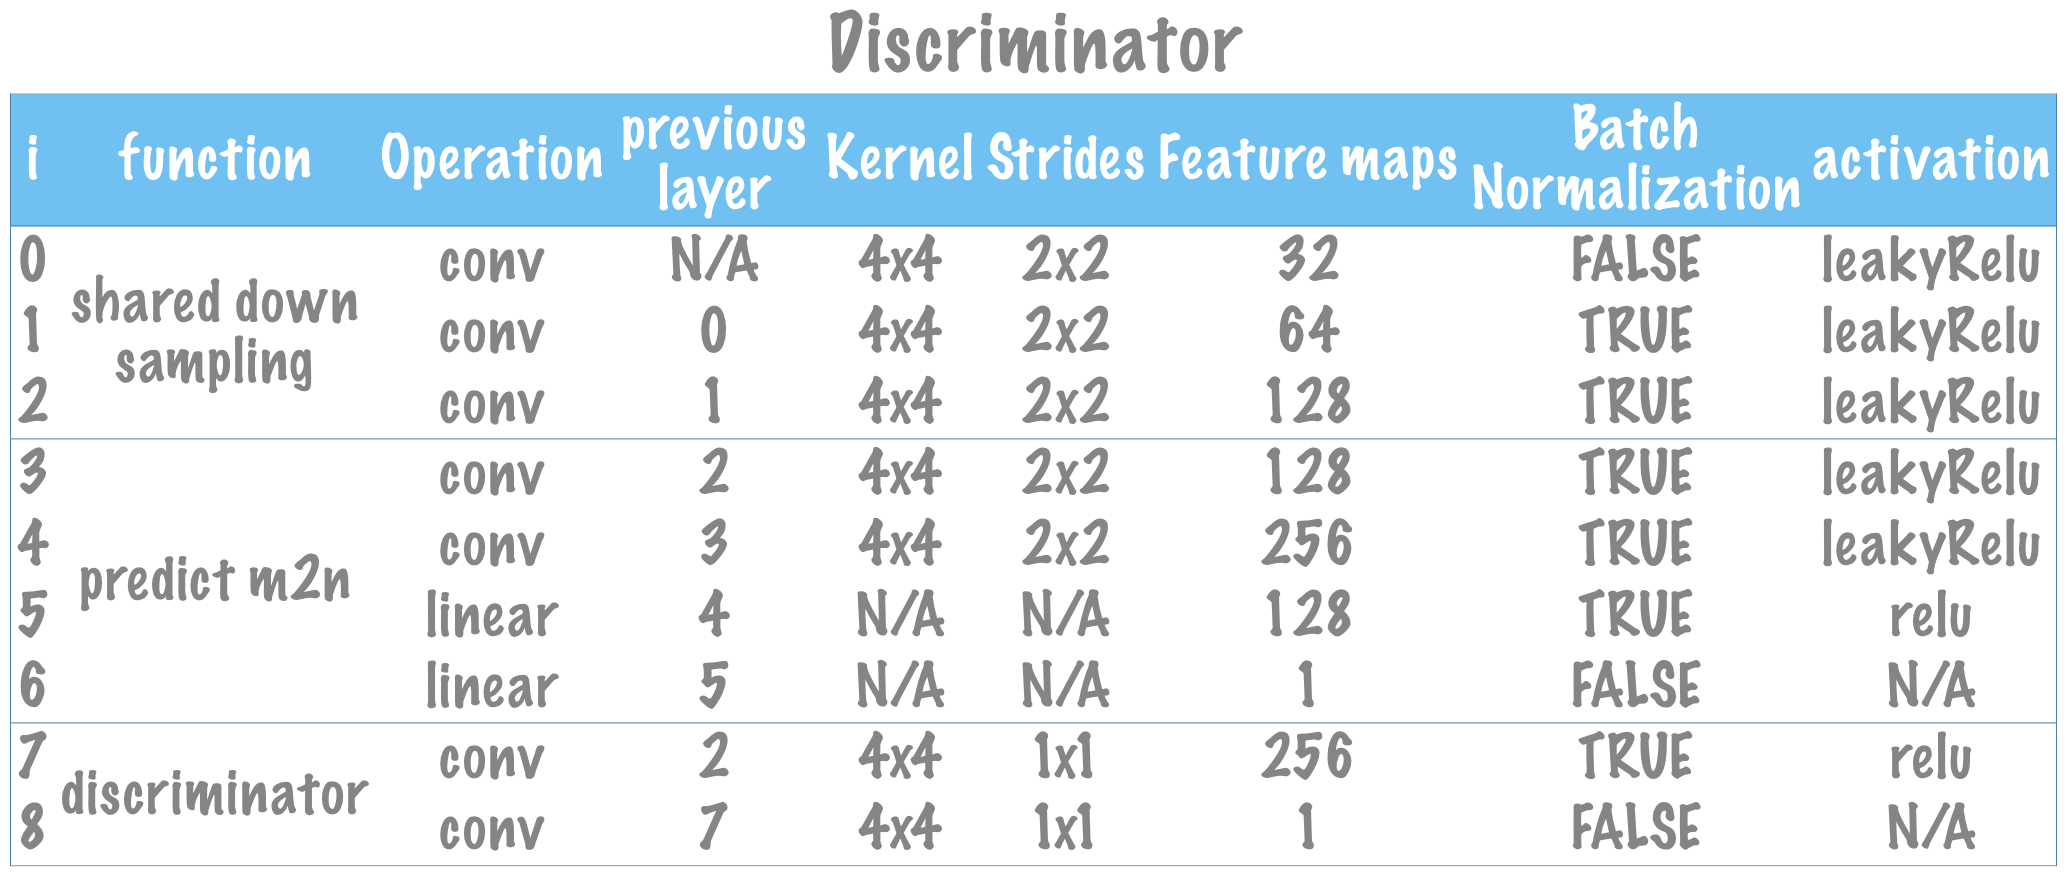 Discriminator
i function Operation previous layer Kernel Strides Feature maps Batch Normalization activation
0 shared down sampling conv N/A 4x4 2x2 32 FALSE leakyRelu
1 conv 0 4x4 2x2 64 TRUE leakyRelu
2 conv 1 4x4 2x2 128 TRUE leakyRelu
3 predict m2n conv 2 4x4 2x2 128 TRUE leakyRelu
4 conv 3 4x4 2x2 256 TRUE leakyRelu
5 linear 4 N/A N/A 128 TRUE relu
6 linear 5 N/A N/A 1 FALSE N/A
7 discriminator conv 2 4x4 1x1 256 TRUE relu
8 conv 7 4x4 1x1 1 FALSE N/A